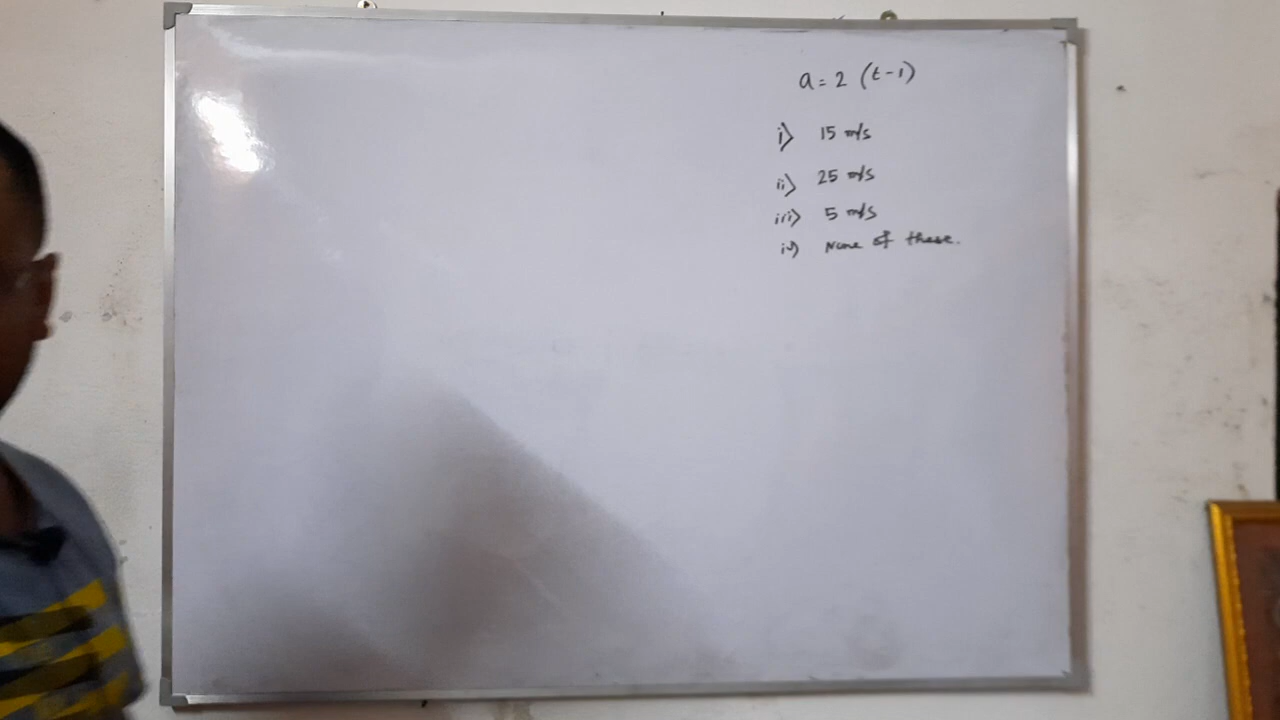 a = 2 (t-1)
i) 15 m/s
ii) 25 m/s
iii) 5 m/s
iv) None of these.